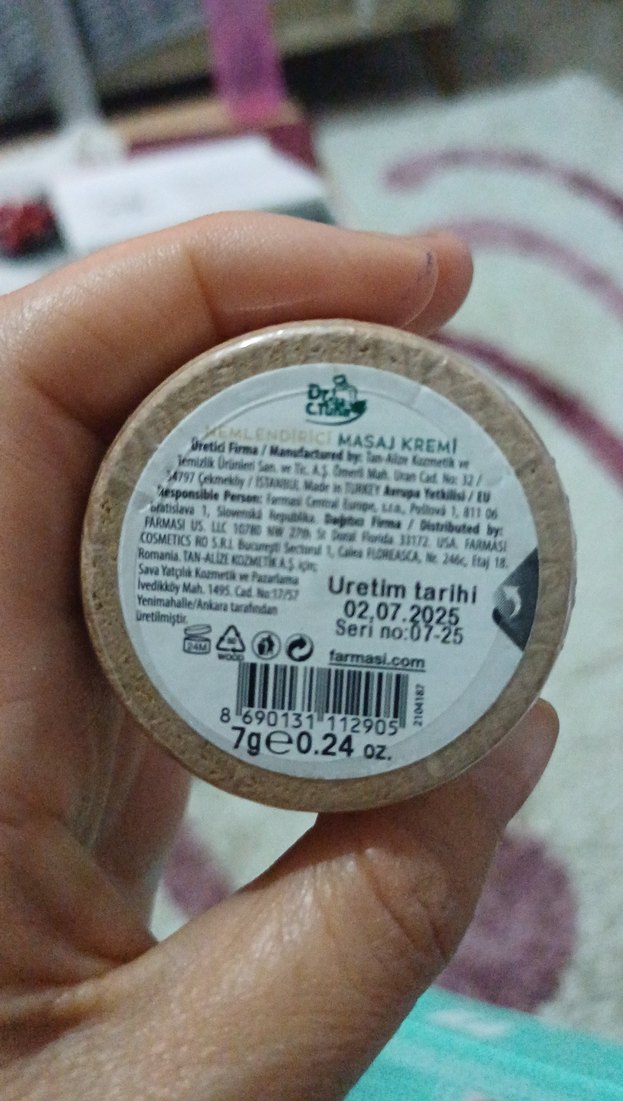 Dr.
C.Tuna
NEMLENDİRİCİ MASAJ KREMİ
Üretici Firma / Manufactured by: Tan-Alize Kozmetik ve
Temizlik Ürünleri San. ve Tic. A.Ş. Ömerli Mah. Uran Cad. No: 32 /
34797 Çekmeköy / İSTANBUL Made in TURKEY Avrupa Yetkilisi / EU
Responsible Person: Farmasi Central Europe, s.r.o., Pošlová 1, 811 06
Bratislava 1, Slovenská Republika. Dağıtıcı Firma / Distributed by:
FARMASI US. LLC 10780 NW 27th St Doral Florida 33172. USA. FARMASI
COSMETICS RO S.R.L București Sectorul 1, Calea FLOREASCA, Nr. 246c, Etaj 18.
Romania. TAN-ALİZE KOZMETİK A.Ş. için;
Sava Yatçılık Kozmetik ve Pazarlama
İvedikköy Mah. 1495. Cad. No:17/57
Yenimahalle/Ankara tarafından
üretilmiştir.
Uretim tarihi
02.07.2025
Seri no:07-25
24M
WOOD
farmasi.com
2104187
8 690131 112905
7g e 0.24 oz.